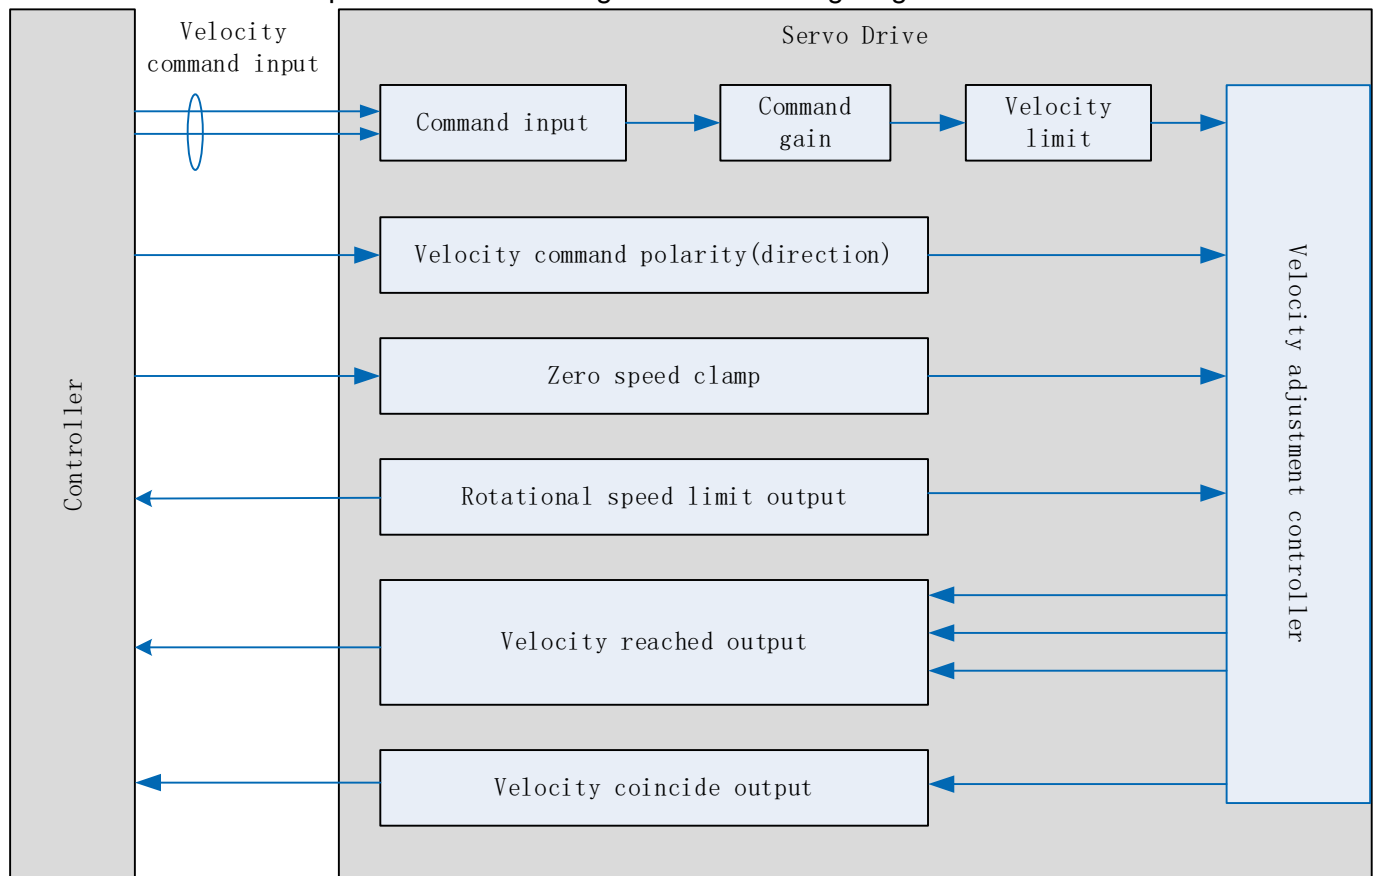 Velocity
command input
Servo Drive
Command input
Command
gain
Velocity
limit
Velocity command polarity(direction)
Zero speed clamp
Rotational speed limit output
Velocity reached output
Velocity coincide output
Controller
Velocity adjustment controller